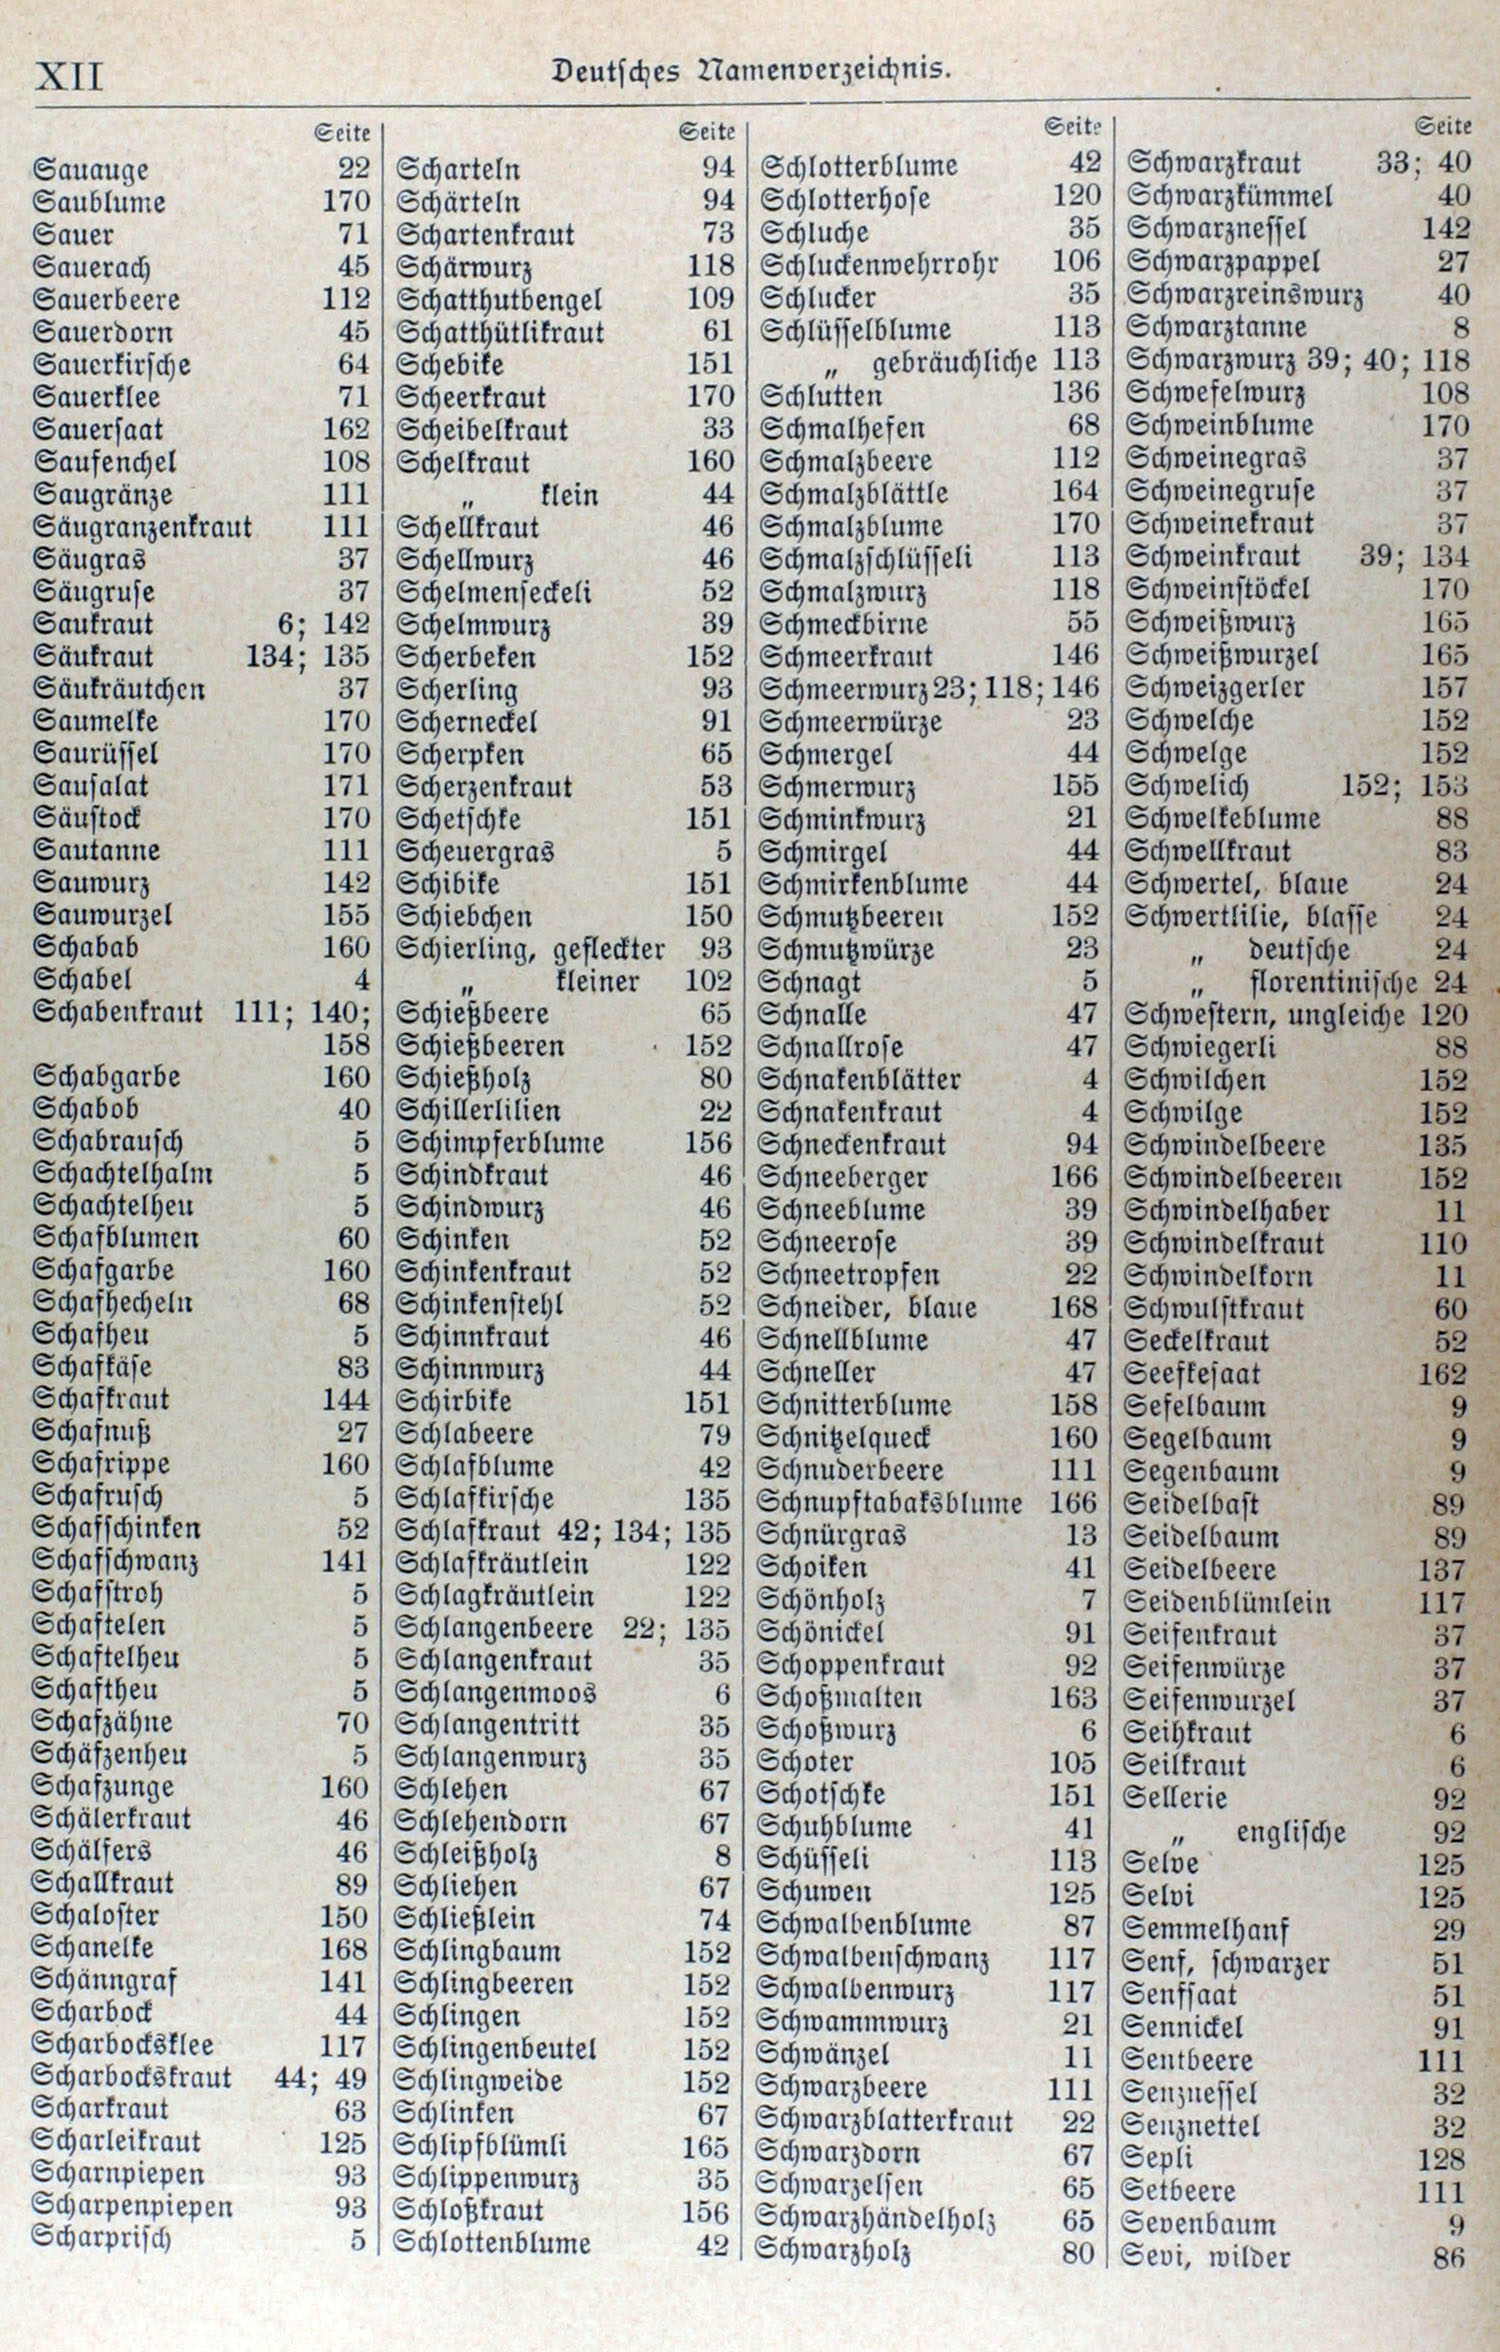 XII
Deutsches Namenverzeichnis.
Seite
Sauauge 22
Saublume 170
Sauer 71
Sauerach 45
Sauerbeere 112
Sauerdorn 45
Sauerkirsche 64
Sauerklee 71
Sauersaat 162
Saufenchel 108
Saugränze 111
Säugranzenkraut 111
Säugras 37
Säugruse 37
Saukraut 6; 142
Säukraut 134; 135
Säukräutchen 37
Saumelke 170
Saurüssel 170
Sausalat 171
Säustock 170
Sautanne 111
Sauwurz 142
Sauwurzel 155
Schabab 160
Schabel 4
Schabenkraut 111; 140;
158
Schabgarbe 160
Schabob 40
Schabrausch 5
Schachtelhalm 5
Schachtelheu 5
Schafblumen 60
Schafgarbe 160
Schafhecheln 68
Schafheu 5
Schafkäse 83
Schafkraut 144
Schafnuß 27
Schafrippe 160
Schafrusch 5
Schafschinken 52
Schafschwanz 141
Schafstroh 5
Schaftelen 5
Schaftelheu 5
Schaftheu 5
Schafzähne 70
Schäfzenheu 5
Schafzunge 160
Schälerkraut 46
Schälfers 46
Schallkraut 89
Schaloster 150
Schanelke 168
Schänngraf 141
Scharbock 44
Scharbocksklee 117
Scharbockskraut 44; 49
Scharkraut 63
Scharleikraut 125
Scharnpiepen 93
Scharpenpiepen 93
Scharprisch 5
Seite
Scharteln 94
Schärteln 94
Schartenkraut 73
Schärwurz 118
Schatthutbengel 109
Schatthütlikraut 61
Schebike 151
Scheerkraut 170
Scheibelkraut 33
Schelkraut 160
„ klein 44
Schellkraut 46
Schellwurz 46
Schelmenseckeli 52
Schelmwurz 39
Scherbeken 152
Scherling 93
Scherneckel 91
Scherpken 65
Scherzenkraut 53
Schetschke 151
Scheuergras 5
Schibike 151
Schiebchen 150
Schierling, gefleckter 93
„ kleiner 102
Schießbeere 65
Schießbeeren 152
Schießholz 80
Schillerlilien 22
Schimpferblume 156
Schindkraut 46
Schindwurz 46
Schinken 52
Schinkenkraut 52
Schinkenstehl 52
Schinnkraut 46
Schinnwurz 44
Schirbike 151
Schlabeere 79
Schlafblume 42
Schlafkirsche 135
Schlafkraut 42; 134; 135
Schlafkräutlein 122
Schlagkräutlein 122
Schlangenbeere 22; 135
Schlangenkraut 35
Schlangenmoos 6
Schlangentritt 35
Schlangenwurz 35
Schlehen 67
Schlehendorn 67
Schleißholz 8
Schliehen 67
Schließlein 74
Schlingbaum 152
Schlingbeeren 152
Schlingen 152
Schlingenbeutel 152
Schlingweide 152
Schlinken 67
Schlipfblümli 165
Schlippenwurz 35
Schloßkraut 156
Schlottenblume 42
Seite
Schlotterblume 42
Schlotterhose 120
Schluche 35
Schluckenwehrrohr 106
Schlucker 35
Schlüsselblume 113
„ gebräuchliche 113
Schlutten 136
Schmalhefen 68
Schmalzbeere 112
Schmalzblättle 164
Schmalzblume 170
Schmalzschlüsseli 113
Schmalzwurz 118
Schmeckbirne 55
Schmeerkraut 146
Schmeerwurz 23; 118; 146
Schmeerwürze 23
Schmergel 44
Schmerwurz 155
Schminkwurz 21
Schmirgel 44
Schmirkenblume 44
Schmutzbeeren 152
Schmutzwürze 23
Schnagt 5
Schnalle 47
Schnallrose 47
Schnakenblätter 4
Schnakenkraut 4
Schneckenkraut 94
Schneeberger 166
Schneeblume 39
Schneerose 39
Schneetropfen 22
Schneider, blaue 168
Schnellblume 47
Schneller 47
Schnitterblume 158
Schnitzelqueck 160
Schnuderbeere 111
Schnupftabaksblume 166
Schnürgras 13
Schoiken 41
Schönholz 7
Schönickel 91
Schoppenkraut 92
Schoßmalten 163
Schoßwurz 6
Schoter 105
Schotschke 151
Schuhblume 41
Schüsseli 113
Schuwen 125
Schwalbenblume 87
Schwalbenschwanz 117
Schwalbenwurz 117
Schwammwurz 21
Schwänzel 11
Schwarzbeere 111
Schwarzblatterkraut 22
Schwarzdorn 67
Schwarzelsen 65
Schwarzhändelholz 65
Schwarzholz 80
Seite
Schwarzkraut 33; 40
Schwarzkümmel 40
Schwarznessel 142
Schwarzpappel 27
Schwarzreinswurz 40
Schwarztanne 8
Schwarzwurz 39; 40; 118
Schwefelwurz 108
Schweinblume 170
Schweinegras 37
Schweinegruse 37
Schweinekraut 37
Schweinkraut 39; 134
Schweinstöckel 170
Schweißwurz 165
Schweißwurzel 165
Schweizgerler 157
Schwelche 152
Schwelge 152
Schwelich 152; 153
Schwelkeblume 88
Schwellkraut 83
Schwertel, blaue 24
Schwertlilie, blasse 24
„ deutsche 24
„ florentinische 24
Schwestern, ungleiche 120
Schwiegerli 88
Schwilchen 152
Schwilge 152
Schwindelbeere 135
Schwindelbeeren 152
Schwindelhaber 11
Schwindelkraut 110
Schwindelkorn 11
Schwulstkraut 60
Seckelkraut 52
Seefkesaat 162
Sefelbaum 9
Segelbaum 9
Segenbaum 9
Seidelbast 89
Seidelbaum 89
Seidelbeere 137
Seidenblümlein 117
Seifenkraut 37
Seifenwürze 37
Seifenwurzel 37
Seihkraut 6
Seilkraut 6
Sellerie 92
„ englische 92
Selve 125
Selvi 125
Semmelhanf 29
Senf, schwarzer 51
Senfsaat 51
Sennickel 91
Sentbeere 111
Senznessel 32
Senznettel 32
Sepli 128
Setbeere 111
Sevenbaum 9
Sevi, wilder 86